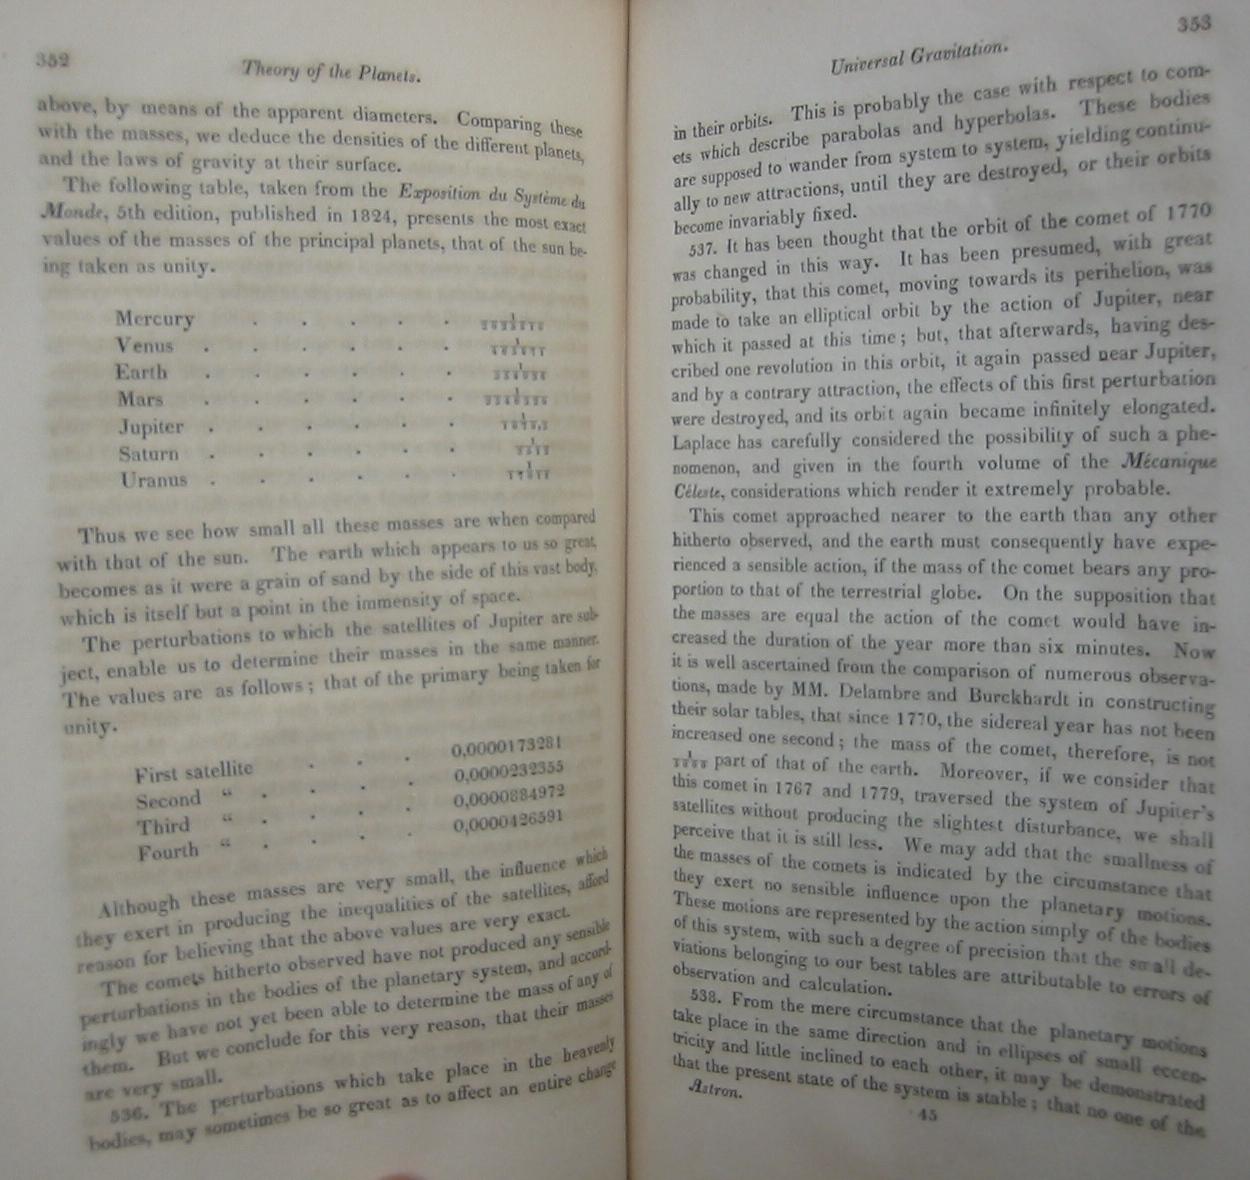 352
Theory of the Planets.
above, by means of the apparent diameters. Comparing these
with the masses, we deduce the densities of the different planets,
and the laws of gravity at their surface.
The following table, taken from the Exposition du Système du
Monde, 5th edition, published in 1824, presents the most exact
values of the masses of the principal planets, that of the sun be-
ing taken as unity.
Mercury . . . . .
Venus . . . . . .
Earth . . . . . .
Mars . . . . . .
Jupiter . . . . . .
Saturn . . . . . .
Uranus . . . . . .
Thus we see how small all these masses are when compared
with that of the sun. The earth which appears to us so great,
becomes as it were a grain of sand by the side of this vast body,
which is itself but a point in the immensity of space.
The perturbations to which the satellites of Jupiter are sub-
ject, enable us to determine their masses in the same manner.
The values are as follows; that of the primary being taken for
unity.
First satellite . . . 0,0000173281
Second “ . . . . 0,0000232355
Third “ . . . . 0,0000884972
Fourth “ . . . . 0,0000426591
Although these masses are very small, the influence which
they exert in producing the inequalities of the satellites, afford
reason for believing that the above values are very exact.
The comets hitherto observed have not produced any sensible
perturbations in the bodies of the planetary system, and accord-
ingly we have not yet been able to determine the mass of any of
them. But we conclude for this very reason, that their masses
are very small.
536. The perturbations which take place in the heavenly
bodies, may sometimes be so great as to affect an entire change
Universal Gravitation.
353
in their orbits. This is probably the case with respect to com-
ets which describe parabolas and hyperbolas. These bodies
are supposed to wander from system to system, yielding continu-
ally to new attractions, until they are destroyed, or their orbits
become invariably fixed.
537. It has been thought that the orbit of the comet of 1770
was changed in this way. It has been presumed, with great
probability, that this comet, moving towards its perihelion, was
made to take an elliptical orbit by the action of Jupiter, near
which it passed at this time; but, that afterwards, having des-
cribed one revolution in this orbit, it again passed near Jupiter,
and by a contrary attraction, the effects of this first perturbation
were destroyed, and its orbit again became infinitely elongated.
Laplace has carefully considered the possibility of such a phe-
nomenon, and given in the fourth volume of the Mécanique
Céleste, considerations which render it extremely probable.
This comet approached nearer to the earth than any other
hitherto observed, and the earth must consequently have expe-
rienced a sensible action, if the mass of the comet bears any pro-
portion to that of the terrestrial globe. On the supposition that
the masses are equal the action of the comet would have in-
creased the duration of the year more than six minutes. Now
it is well ascertained from the comparison of numerous observa-
tions, made by MM. Delambre and Burckhardt in constructing
their solar tables, that since 1770, the sidereal year has not been
increased one second; the mass of the comet, therefore, is not
part of that of the earth. Moreover, if we consider that
this comet in 1767 and 1779, traversed the system of Jupiter's
satellites without producing the slightest disturbance, we shall
perceive that it is still less. We may add that the smallness of
the masses of the comets is indicated by the circumstance that
they exert no sensible influence upon the planetary motions.
These motions are represented by the action simply of the bodies
of this system, with such a degree of precision that the small de-
viations belonging to our best tables are attributable to errors of
observation and calculation.
538. From the mere circumstance that the planetary motions
take place in the same direction and in ellipses of small eccen-
tricity and little inclined to each other, it may be demonstrated
that the present state of the system is stable; that no one of the
Astron.
45